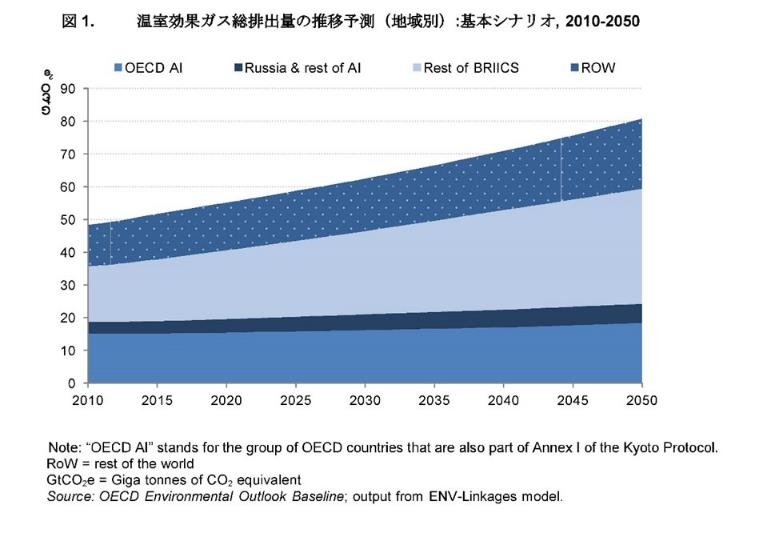 図 1. 温室効果ガス総排出量の推移予測（地域別）:基本シナリオ, 2010-2050
OECD AI Russia & rest of AI Rest of BRIICS ROW
GtCO₂e
90
80
70
60
50
40
30
20
10
0
2010 2015 2020 2025 2030 2035 2040 2045 2050
Note: “OECD AI” stands for the group of OECD countries that are also part of Annex I of the Kyoto Protocol.
RoW = rest of the world
GtCO₂e = Giga tonnes of CO₂ equivalent
Source: OECD Environmental Outlook Baseline; output from ENV-Linkages model.